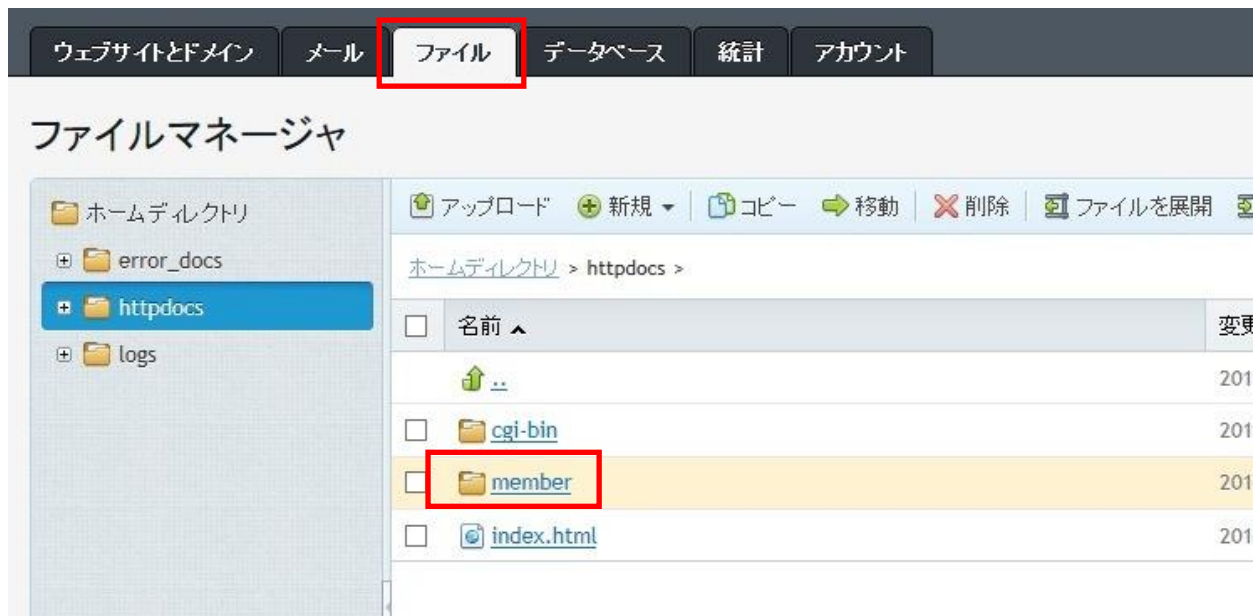 ウェブサイトとドメイン メール ファイル データベース 統計 アカウント
ファイルマネージャ
ホームディレクトリ
error_docs
httpdocs
logs
アップロード 新規 コピー 移動 削除 ファイルを展開
ホームディレクトリ > httpdocs >
名前 変更
.. 201
cgi-bin 201
member 201
index.html 201